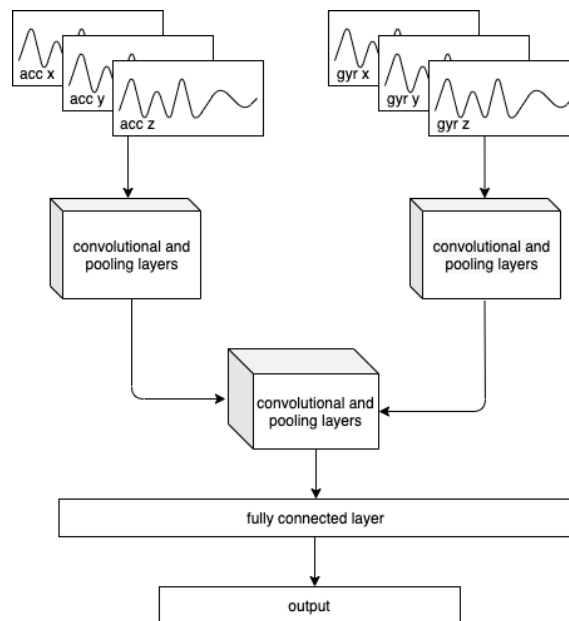 acc x
acc y
acc z
gyr x
gyr y
gyr z
convolutional and
pooling layers
convolutional and
pooling layers
convolutional and
pooling layers
fully connected layer
output